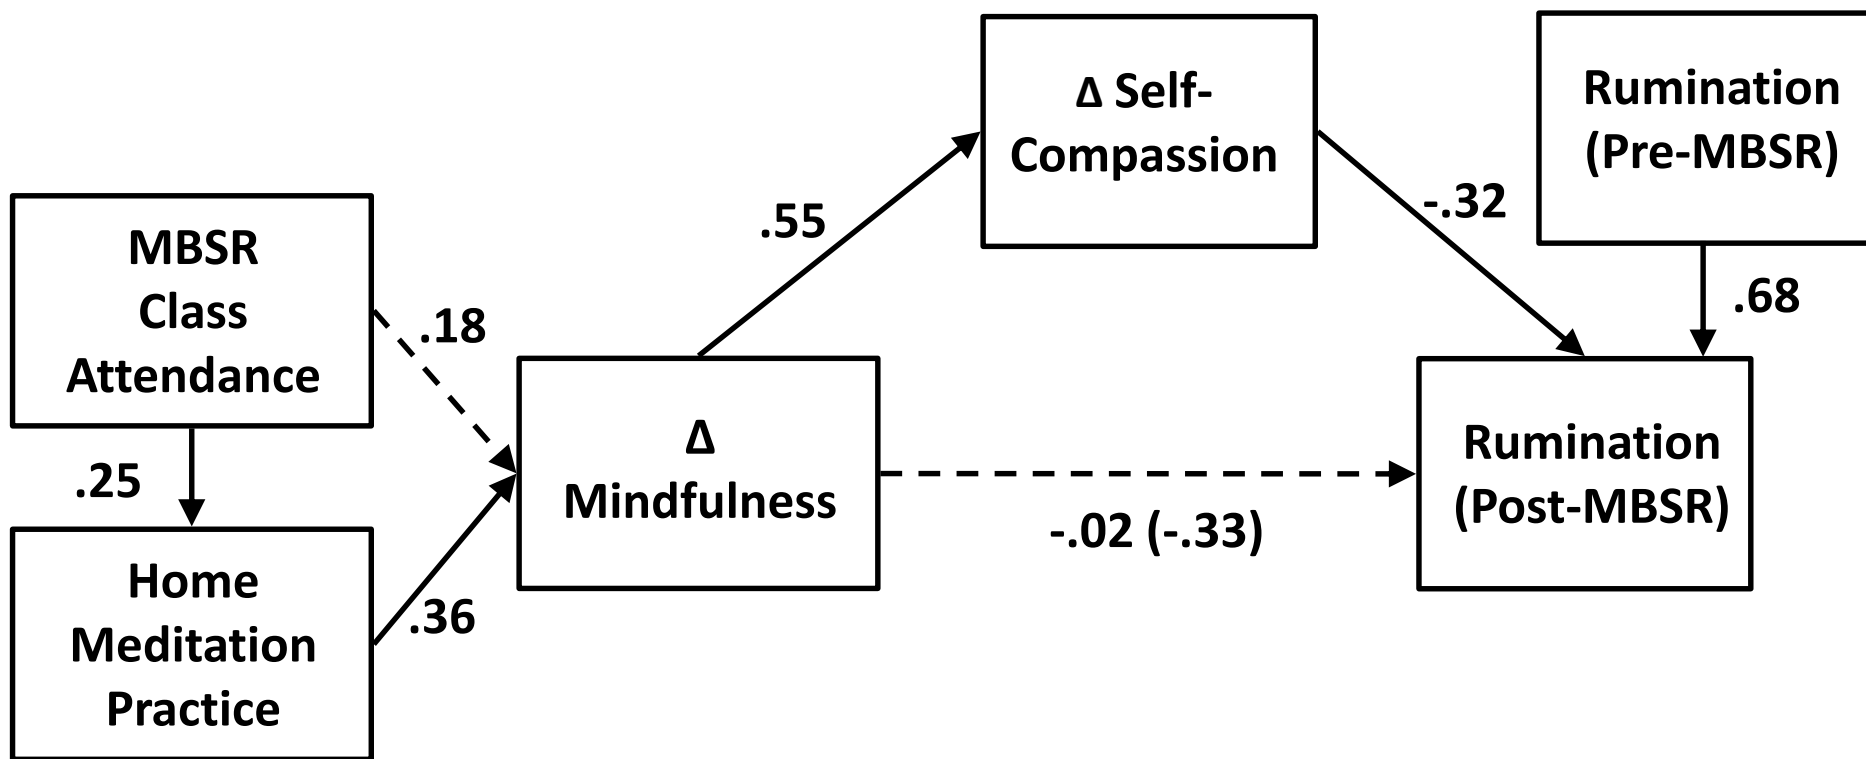 Δ Self-
Compassion
Rumination
(Pre-MBSR)
-.32
.55
.68
MBSR
Class
Attendance
.18
.25
Δ
Mindfulness
-.02 (-.33)
Rumination
(Post-MBSR)
Home
Meditation
Practice
.36